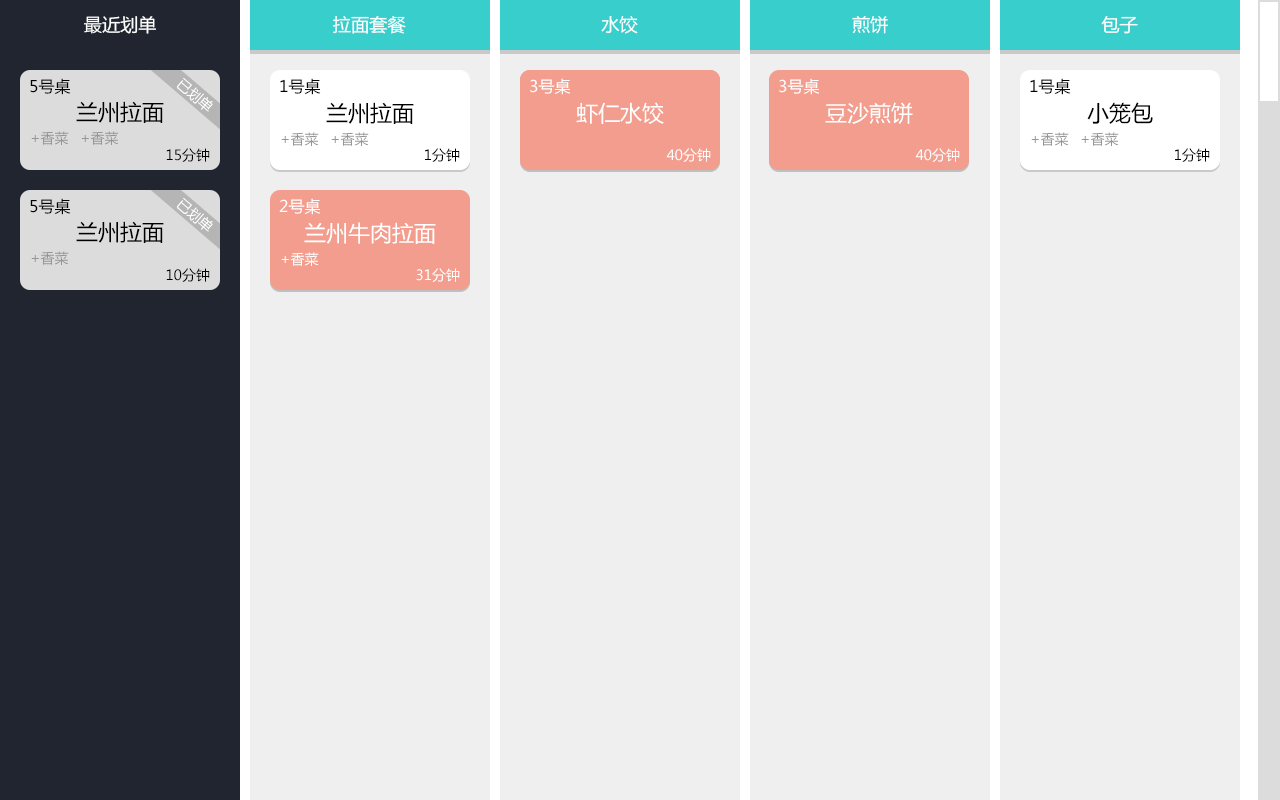 最近划单
5号桌
已划单
兰州拉面
+香菜 +香菜
15分钟
5号桌
已划单
兰州拉面
+香菜
10分钟
拉面套餐
1号桌
兰州拉面
+香菜 +香菜
1分钟
2号桌
兰州牛肉拉面
+香菜
31分钟
水饺
3号桌
虾仁水饺
40分钟
煎饼
3号桌
豆沙煎饼
40分钟
包子
1号桌
小笼包
+香菜 +香菜
1分钟